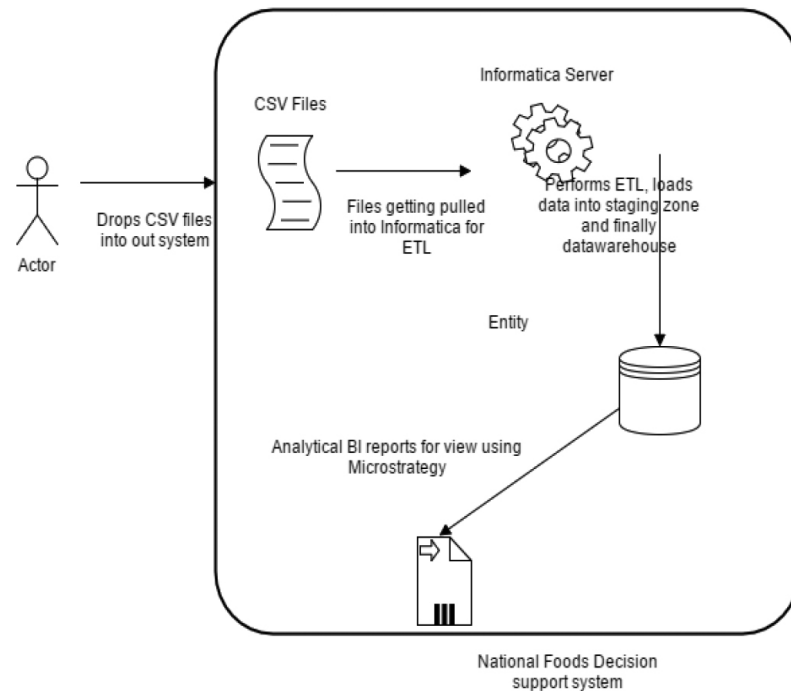 Informatica Server
CSV Files
Drops CSV files
into out system
Actor
Files getting pulled
into Informatica for
ETL
Performs ETL, loads
data into staging zone
and finally
datawarehouse
Entity
Analytical BI reports for view using
Microstrategy
National Foods Decision
support system